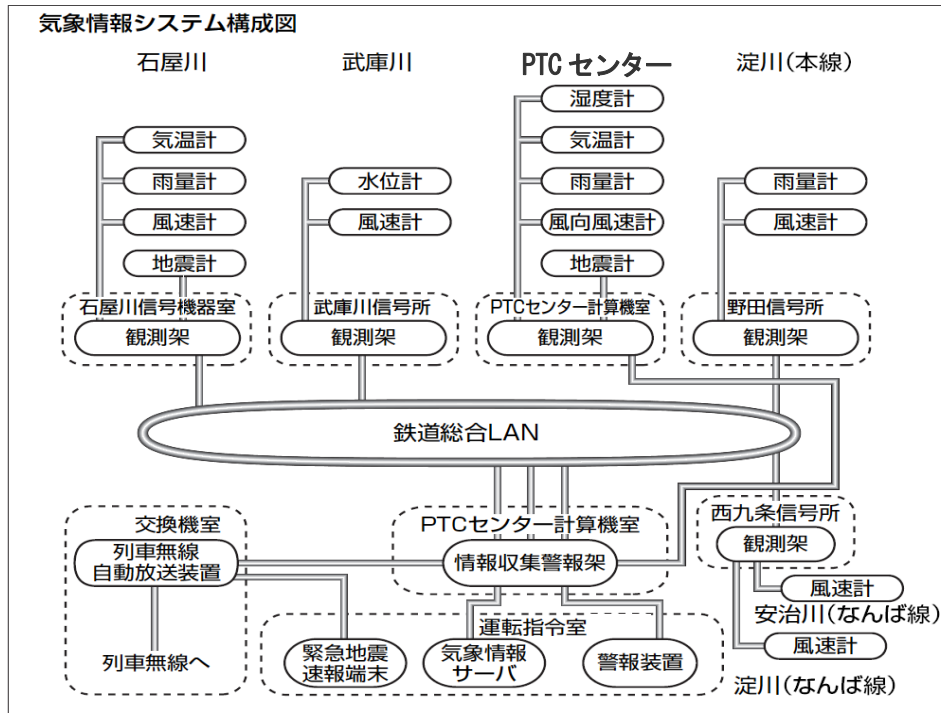 気象情報システム構成図
石屋川
武庫川
PTCセンター
淀川(本線)
湿度計
気温計
気温計
雨量計
水位計
雨量計
雨量計
風速計
風速計
風向風速計
風速計
地震計
地震計
石屋川信号機器室
武庫川信号所
PTCセンター計算機室
野田信号所
観測架
観測架
観測架
観測架
鉄道総合LAN
交換機室
PTCセンター計算機室
西九条信号所
列車無線
自動放送装置
情報収集警報架
観測架
風速計
安治川(なんば線)
運転指令室
風速計
列車無線へ
緊急地震
速報端末
気象情報
サーバ
警報装置
淀川(なんば線)